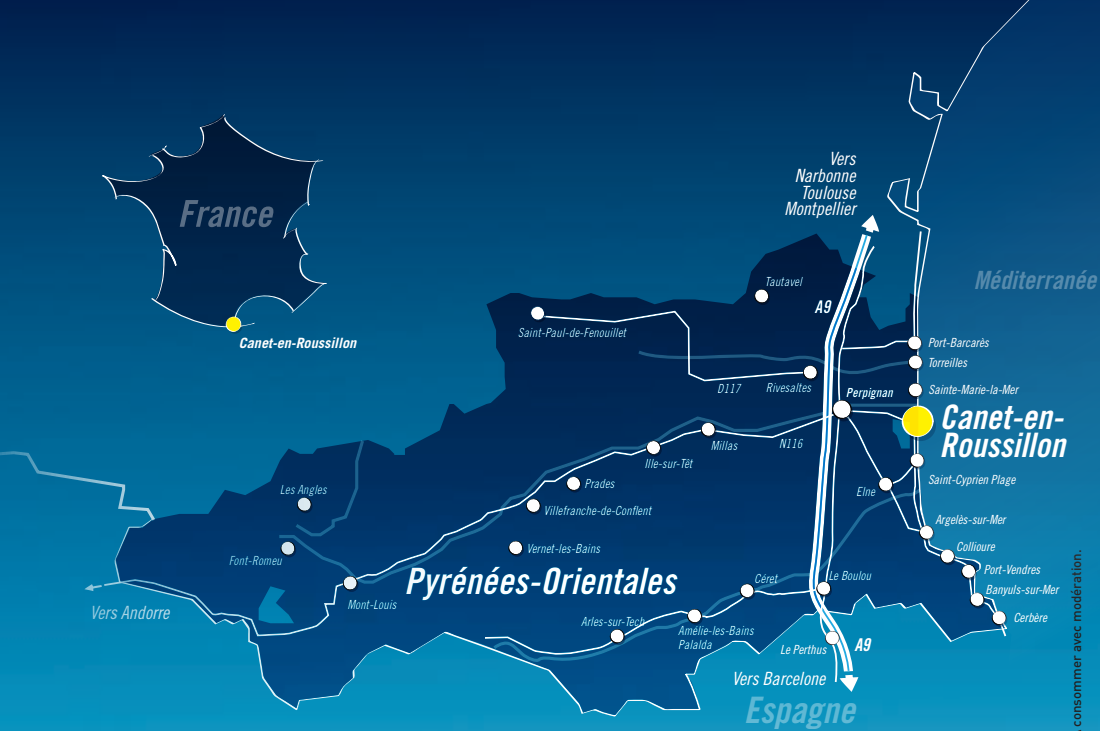 Vers
Narbonne
Toulouse
Montpellier
France
Méditerranée
Tautavel
A9
Saint-Paul-de-Fenouillet
Canet-en-Roussillon
Port-Barcarès
Torreilles
D117
Rivesaltes
Perpignan
Sainte-Marie-la-Mer
Canet-en-
Roussillon
Millas
N116
Ille-sur-Têt
Saint-Cyprien Plage
Prades
Elne
Les Angles
Villefranche-de-Conflent
Argelès-sur-Mer
Vernet-les-Bains
Collioure
Font-Romeu
Port-Vendres
Pyrénées-Orientales
Céret
Le Boulou
Banyuls-sur-Mer
Mont-Louis
Vers Andorre
Arles-sur-Tech
Cerbère
Amélie-les-Bains
Palalda
Le Perthus
A9
Vers Barcelone
Espagne
consommer avec modération.